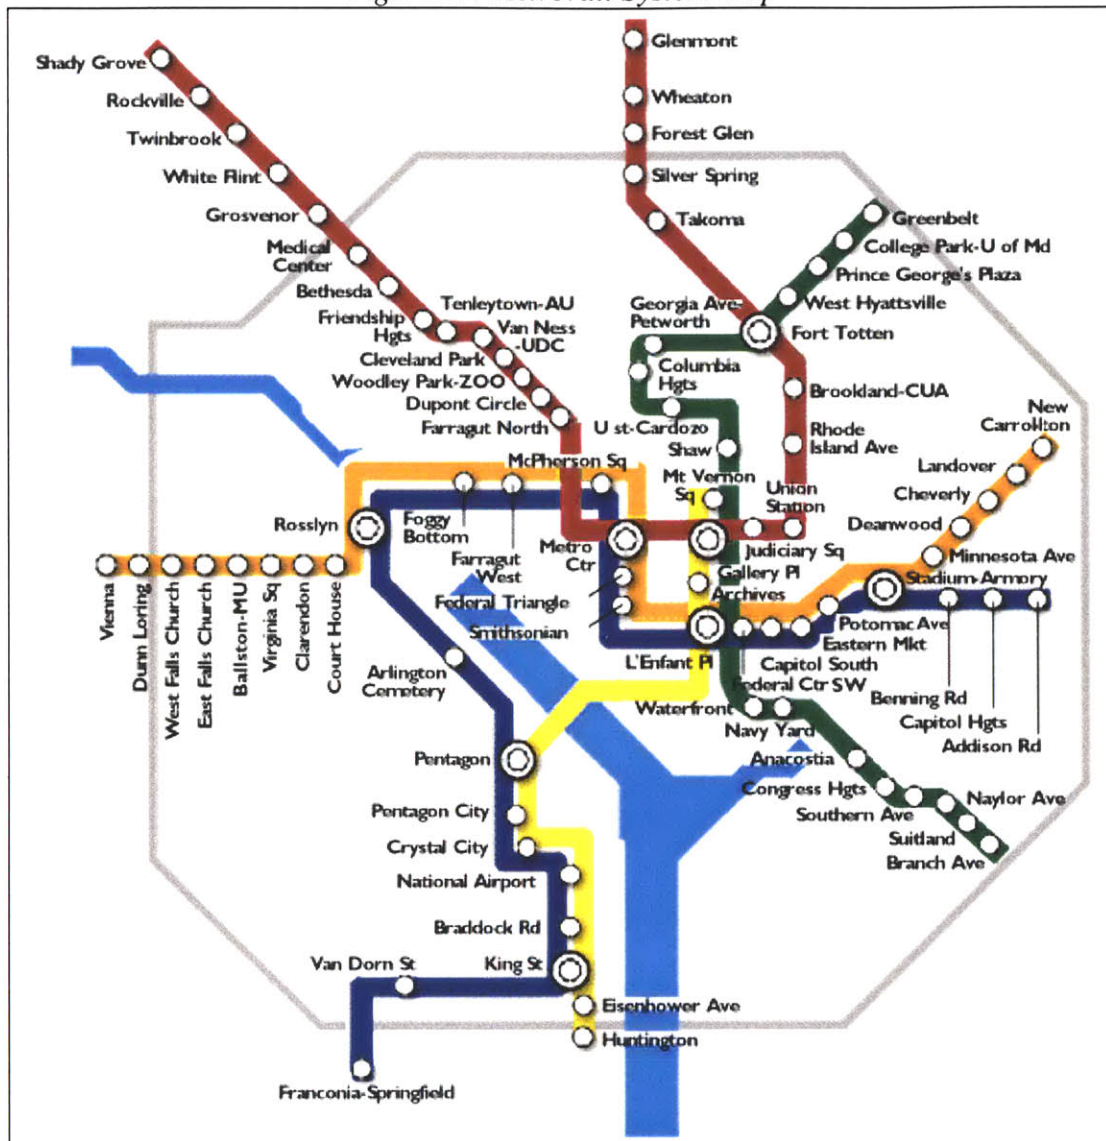 Shady Grove
Rockville
Twinbrook
White Flint
Grosvenor
Medical
Center
Bethesda
Friendship
Hgts
Tenleytown-AU
Van Ness
-UDC
Cleveland Park
Woodley Park-ZOO
Dupont Circle
Farragut North
Glenmont
Wheaton
Forest Glen
Silver Spring
Takoma
Greenbelt
College Park-U of Md
Prince George's Plaza
West Hyattsville
Fort Totten
Georgia Ave-
Petworth
Columbia
Hgts
U st-Cardozo
Shaw
Mt Vernon
Sq
Brookland-CUA
Rhode
Island Ave
Union
Station
Judiciary Sq
Gallery Pl
Archives
New
Carrollton
Landover
Cheverly
Deanwood
Minnesota Ave
Stadium-Armory
Potomac Ave
Eastern Mkt
Capitol South
Federal Ctr SW
Benning Rd
Capitol Hgts
Addison Rd
McPherson Sq
Metro
Ctr
Foggy
Bottom
Farragut
West
Federal Triangle
Smithsonian
L'Enfant Pl
Rosslyn
Vienna
Dunn Loring
West Falls Church
East Falls Church
Ballston-MU
Virginia Sq
Clarendon
Court House
Arlington
Cemetery
Pentagon
Pentagon City
Crystal City
National Airport
Braddock Rd
King St
Van Dorn St
Franconia-Springfield
Eisenhower Ave
Huntington
Waterfront
Navy Yard
Anacostia
Congress Hgts
Southern Ave
Naylor Ave
Suitland
Branch Ave